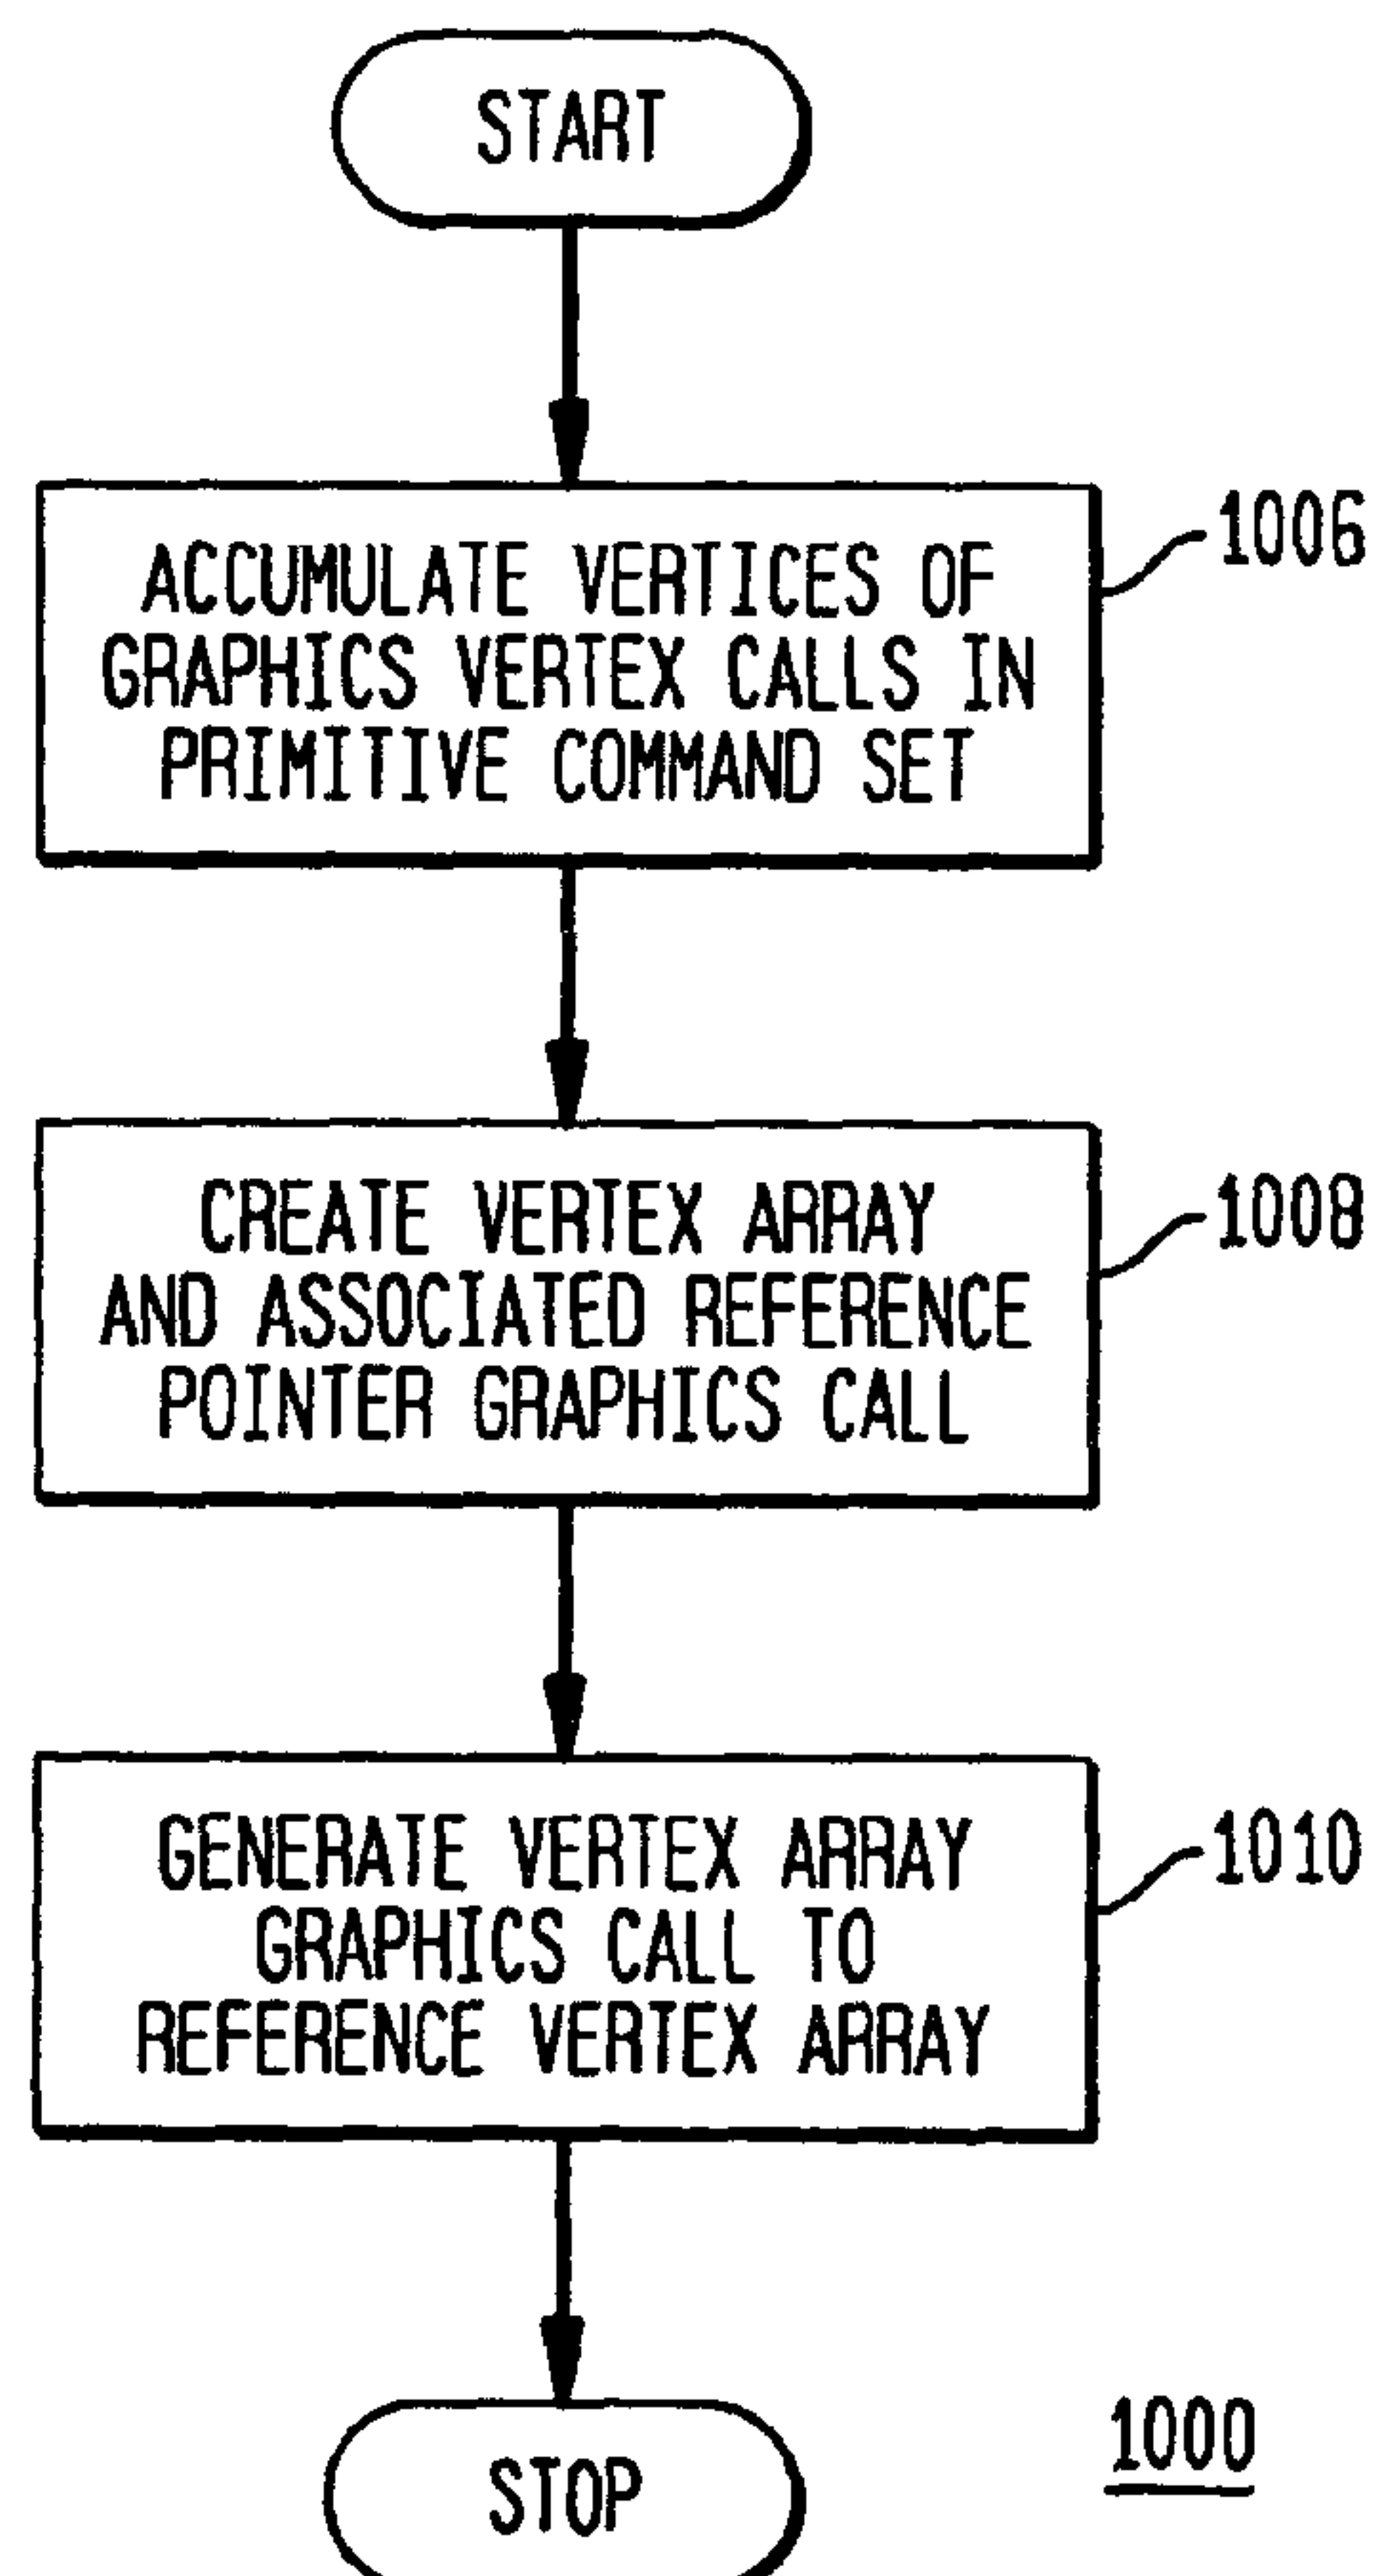 START
ACCUMULATE VERTICES OF
GRAPHICS VERTEX CALLS IN
PRIMITIVE COMMAND SET
1006
CREATE VERTEX ARRAY
AND ASSOCIATED REFERENCE
POINTER GRAPHICS CALL
1008
GENERATE VERTEX ARRAY
GRAPHICS CALL TO
REFERENCE VERTEX ARRAY
1010
STOP
1000